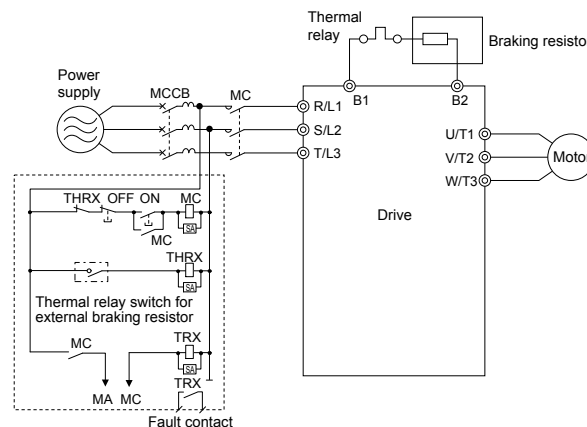 Thermal
relay
Braking resistor
Power
supply
MCCB
MC
B1
B2
R/L1
S/L2
T/L3
U/T1
V/T2
W/T3
Motor
Drive
THRX
OFF
ON
MC
SA
MC
THRX
SA
Thermal relay switch for
external braking resistor
MC
TRX
SA
MA
MC
TRX
Fault contact